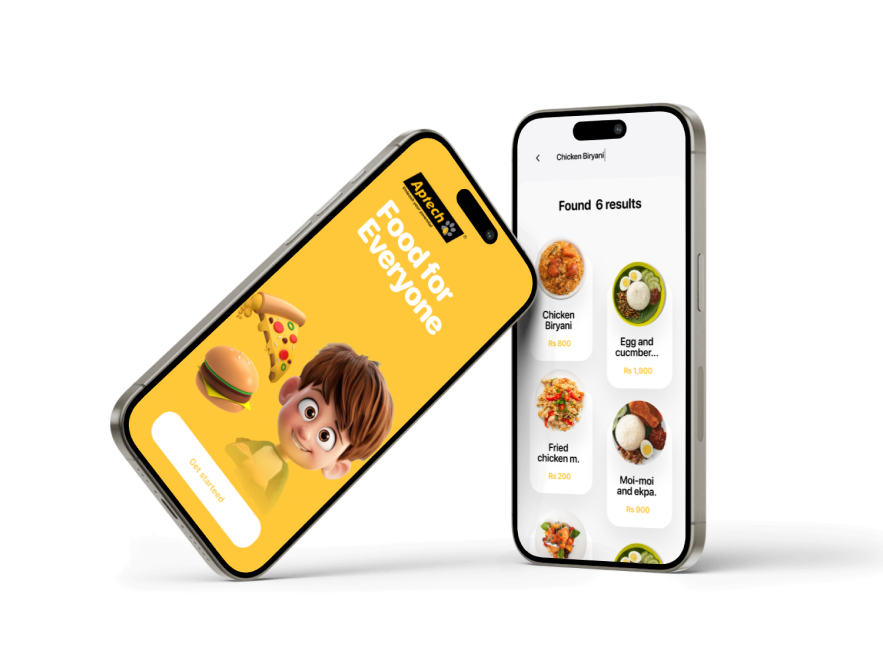 Aptech
Food for
Everyone
Get starteed
Chicken Biryani
Found 6 results
Chicken
Biryani
Rs 800
Egg and
cucmber...
Rs 1,900
Fried
chicken m.
Rs 200
Moi-moi
and ekpa.
Rs 900